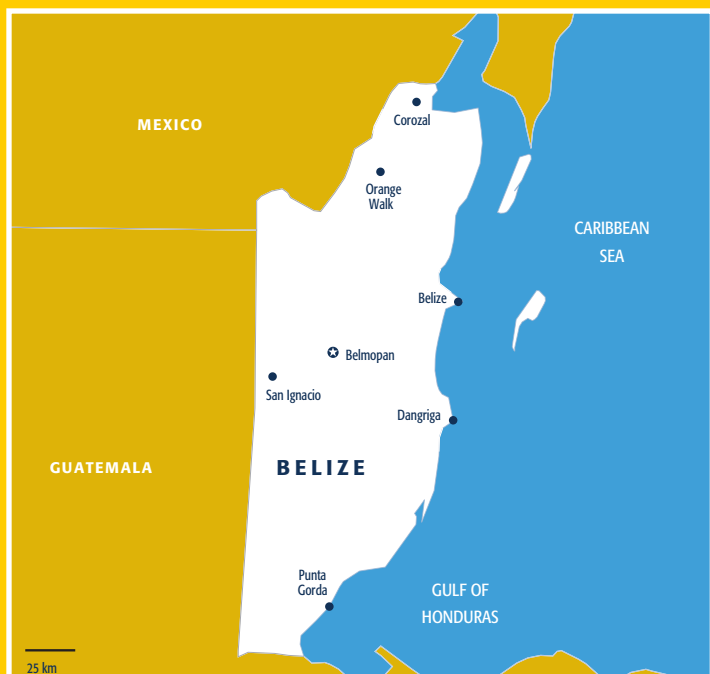 Corozal
MEXICO
Orange
Walk
CARIBBEAN
SEA
Belize
Belmopan
San Ignacio
Dangriga
GUATEMALA
BELIZE
Punta
Gorda
GULF OF
HONDURAS
25 km